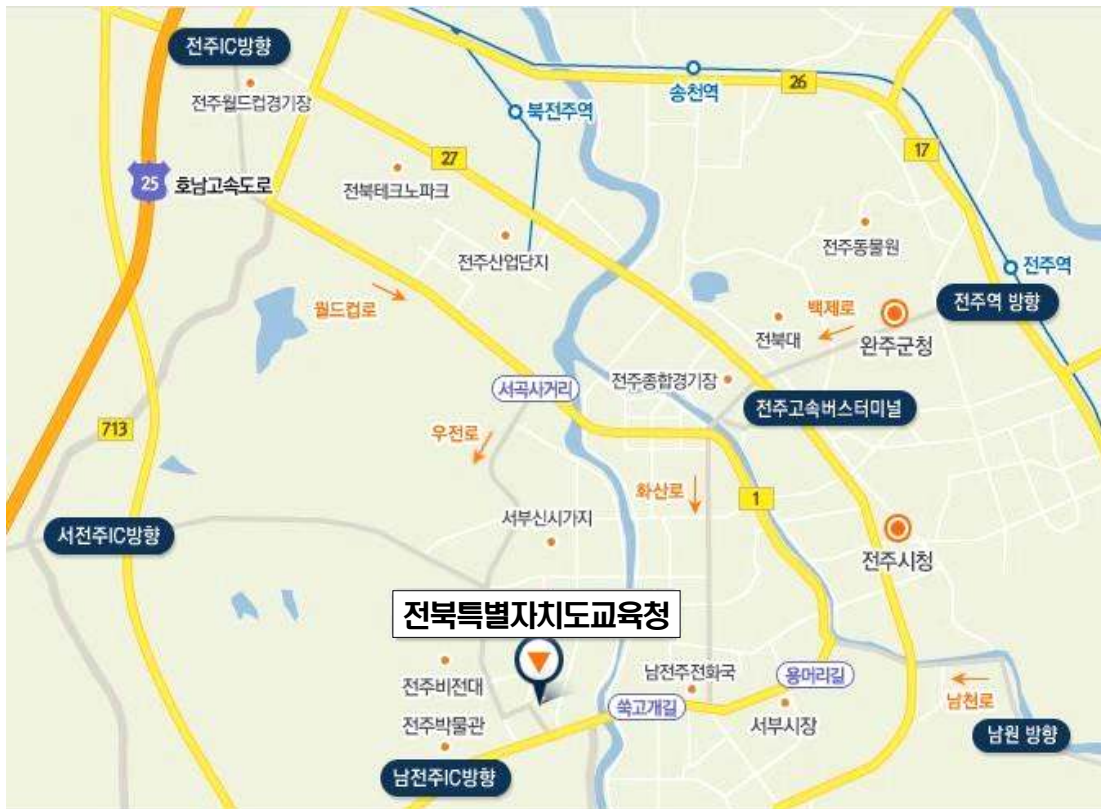 전주IC방향
전주월드컵경기장
북전주역
송천역
26
27
17
25
호남고속도로
전북테크노파크
전주산업단지
전주동물원
전주역
전주역 방향
월드컵로
백제로
전북대
완주군청
서곡사거리
전주종합경기장
전주고속버스터미널
713
우전로
화산로
1
서부신시가지
서전주IC방향
전주시청
전북특별자치도교육청
전주비전대
남전주전화국
용머리길
쑥고개길
남천로
전주박물관
서부시장
남원 방향
남전주IC방향